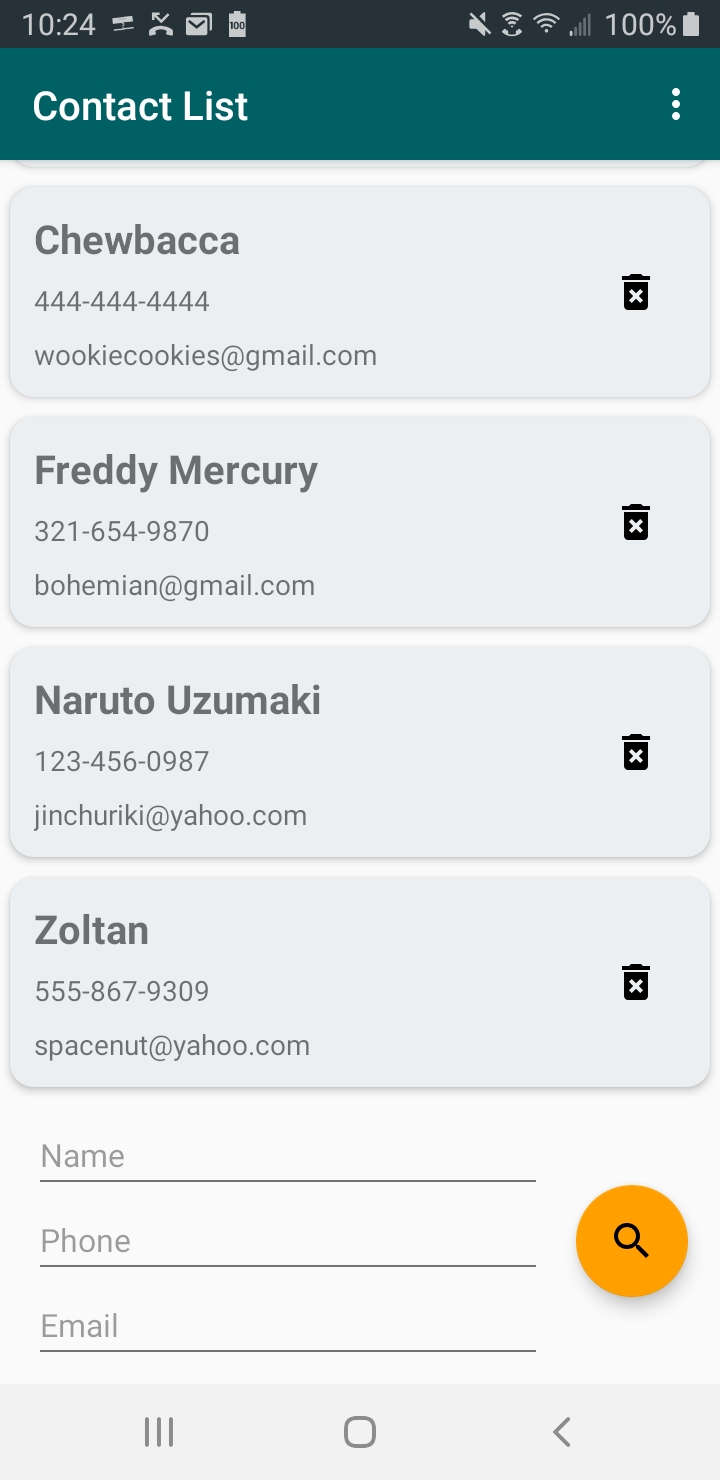 10:24 100 100%
Contact List
Chewbacca
444-444-4444
wookiecookies@gmail.com
Freddy Mercury
321-654-9870
bohemian@gmail.com
Naruto Uzumaki
123-456-0987
jinchuriki@yahoo.com
Zoltan
555-867-9309
spacenut@yahoo.com
Name
Phone
Email